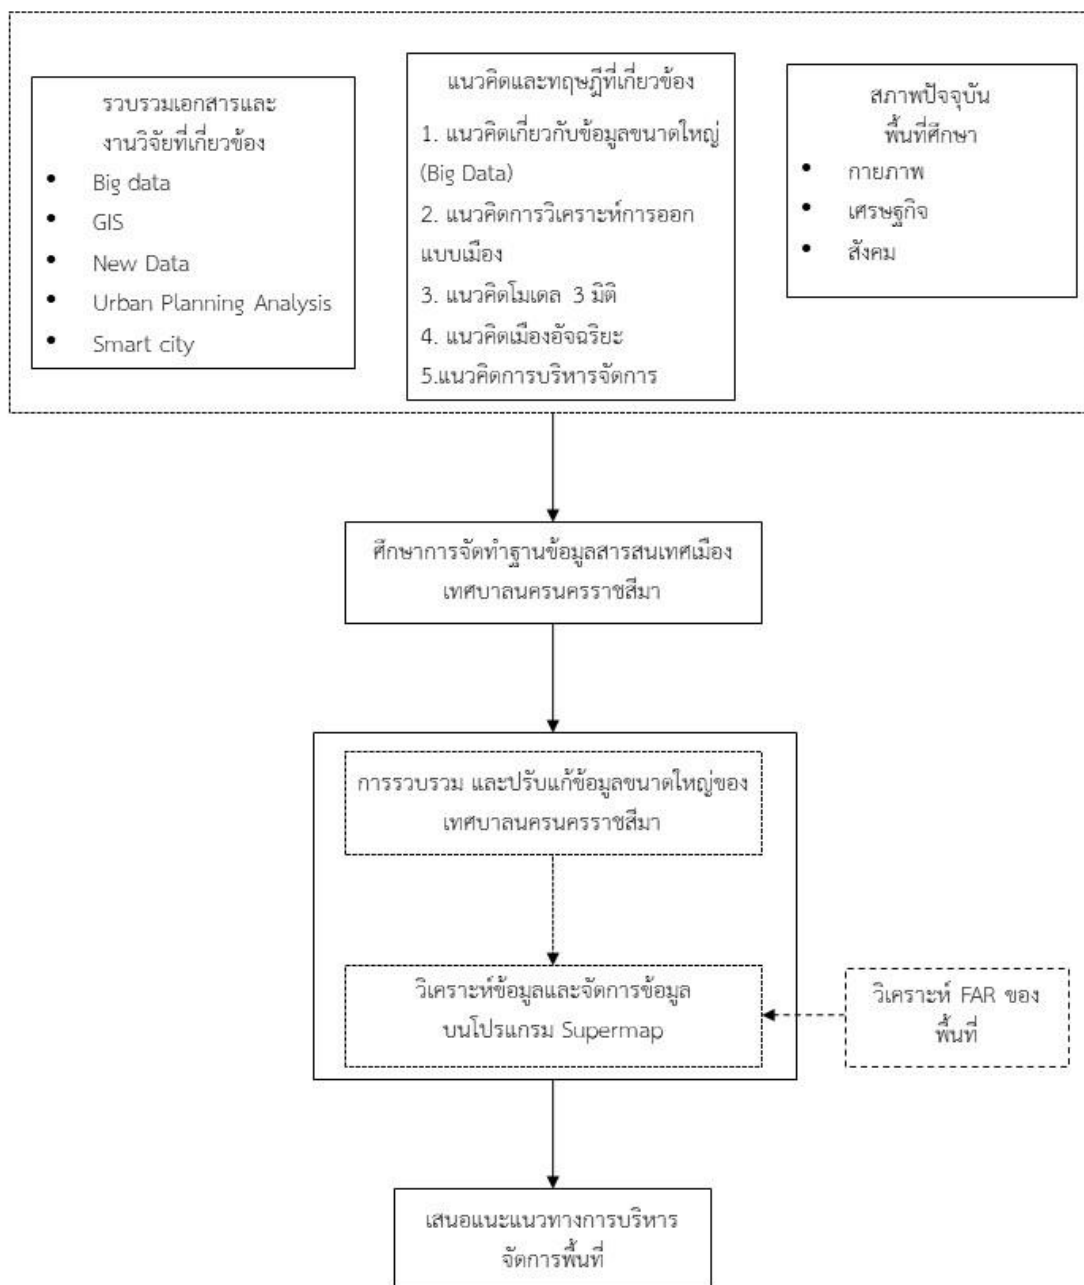 รวบรวมเอกสารและ
งานวิจัยที่เกี่ยวข้อง
• Big data
• GIS
• New Data
• Urban Planning Analysis
• Smart city
แนวคิดและทฤษฎีที่เกี่ยวข้อง
1. แนวคิดเกี่ยวกับข้อมูลขนาดใหญ่
(Big Data)
2. แนวคิดการวิเคราะห์การออก
แบบเมือง
3. แนวคิดโมเดล 3 มิติ
4. แนวคิดเมืองอัจฉริยะ
5.แนวคิดการบริหารจัดการ
สภาพปัจจุบัน
พื้นที่ศึกษา
• กายภาพ
• เศรษฐกิจ
• สังคม
ศึกษาการจัดทำฐานข้อมูลสารสนเทศเมือง
เทศบาลนครนครราชสีมา
การรวบรวม และปรับแก้ข้อมูลขนาดใหญ่ของ
เทศบาลนครนครราชสีมา
วิเคราะห์ข้อมูลและจัดการข้อมูล
บนโปรแกรม Supermap
วิเคราะห์ FAR ของ
พื้นที่
เสนอแนะแนวทางการบริหาร
จัดการพื้นที่